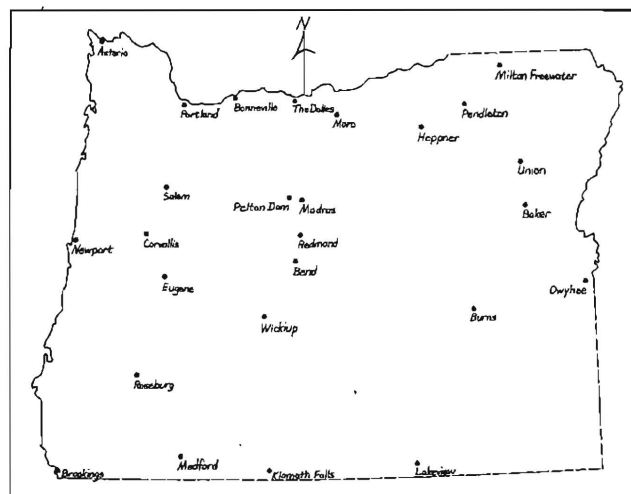 N
Astoria
Milton Freewater
Portland
Bonneville
The Dalles
Moro
Pendleton
Heppner
Union
Salem
Pelton Dam
Madras
Baker
Newport
Corvallis
Redmond
Bend
Eugene
Owyhee
Wickiup
Burns
Roseburg
Brookings
Medford
Klamath Falls
Lakeview